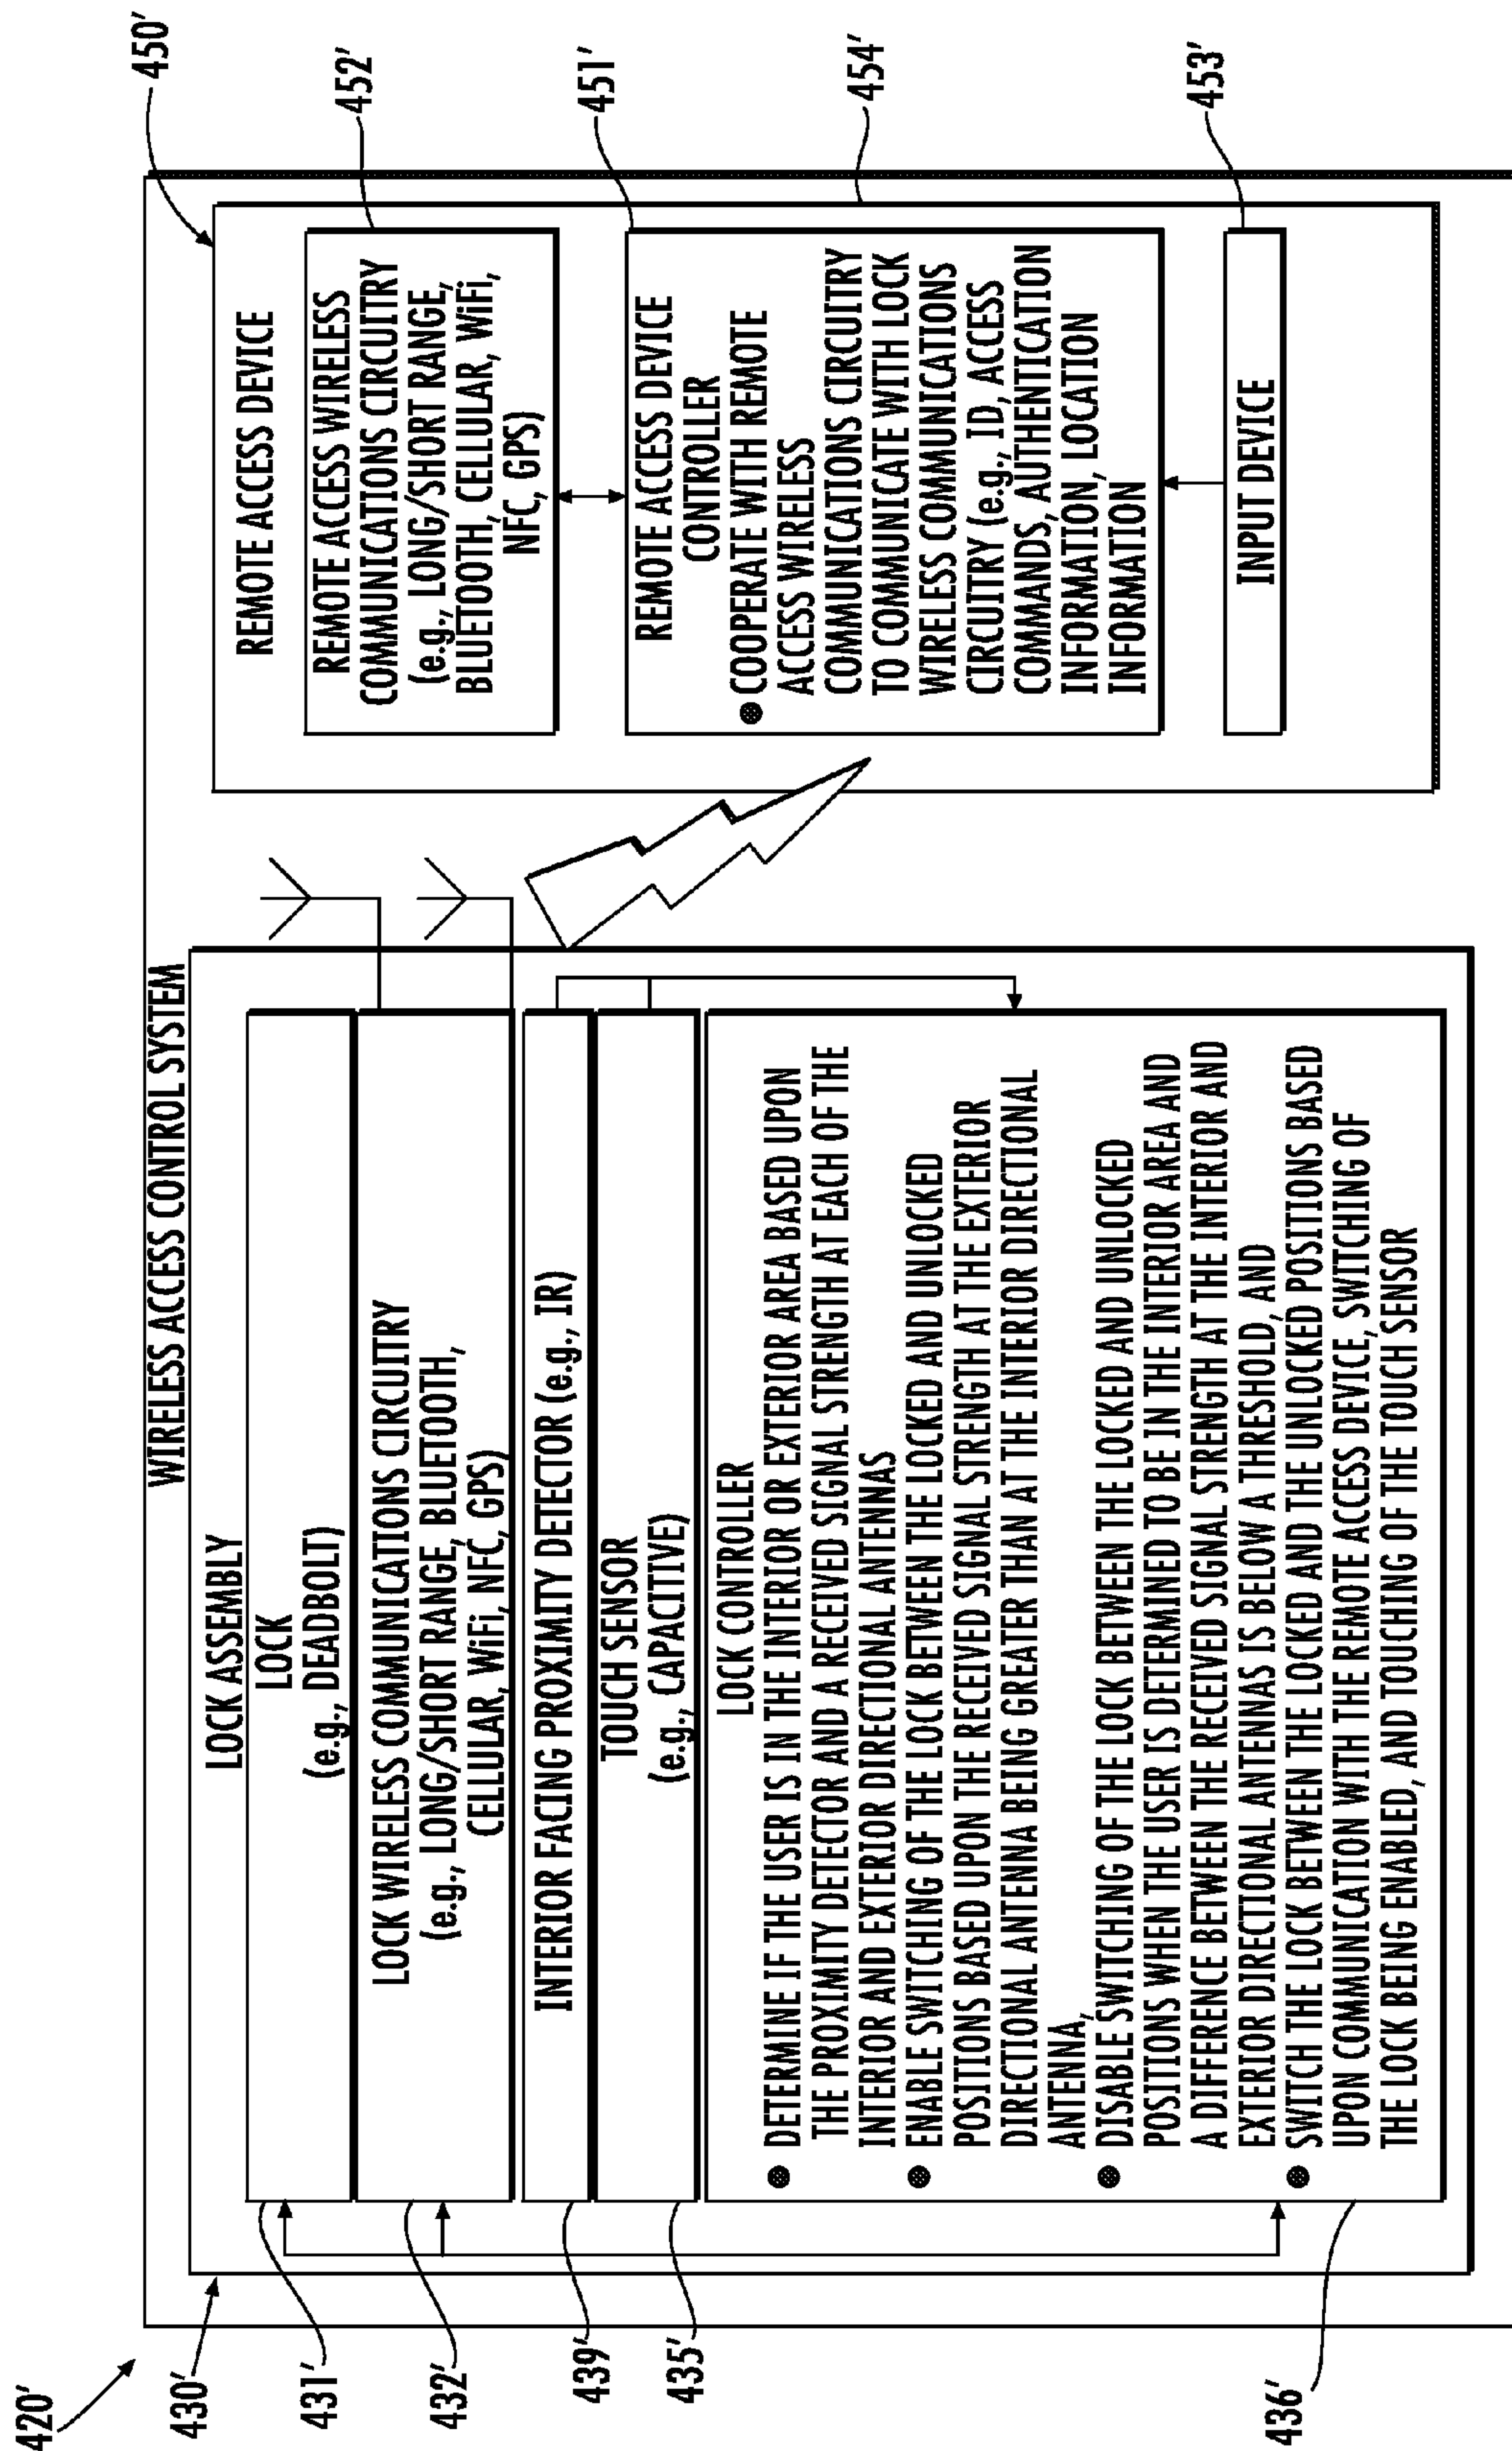 420′
WIRELESS ACCESS CONTROL SYSTEM
430′
LOCK ASSEMBLY
431′
LOCK
(e.g., DEADBOLT)
432′
LOCK WIRELESS COMMUNICATIONS CIRCUITRY
(e.g., LONG/SHORT RANGE, BLUETOOTH,
CELLULAR, WiFi, NFC, GPS)
439′
INTERIOR FACING PROXIMITY DETECTOR (e.g., IR)
435′
TOUCH SENSOR
(e.g., CAPACITIVE)
436′
LOCK CONTROLLER
● DETERMINE IF THE USER IS IN THE INTERIOR OR EXTERIOR AREA BASED UPON
THE PROXIMITY DETECTOR AND A RECEIVED SIGNAL STRENGTH AT EACH OF THE
INTERIOR AND EXTERIOR DIRECTIONAL ANTENNAS
● ENABLE SWITCHING OF THE LOCK BETWEEN THE LOCKED AND UNLOCKED
POSITIONS BASED UPON THE RECEIVED SIGNAL STRENGTH AT THE EXTERIOR
DIRECTIONAL ANTENNA BEING GREATER THAN AT THE INTERIOR DIRECTIONAL
ANTENNA,
● DISABLE SWITCHING OF THE LOCK BETWEEN THE LOCKED AND UNLOCKED
POSITIONS WHEN THE USER IS DETERMINED TO BE IN THE INTERIOR AREA AND
A DIFFERENCE BETWEEN THE RECEIVED SIGNAL STRENGTH AT THE INTERIOR AND
EXTERIOR DIRECTIONAL ANTENNAS IS BELOW A THRESHOLD, AND
● SWITCH THE LOCK BETWEEN THE LOCKED AND THE UNLOCKED POSITIONS BASED
UPON COMMUNICATION WITH THE REMOTE ACCESS DEVICE, SWITCHING OF
THE LOCK BEING ENABLED, AND TOUCHING OF THE TOUCH SENSOR
450′
REMOTE ACCESS DEVICE
452′
REMOTE ACCESS WIRELESS
COMMUNICATIONS CIRCUITRY
(e.g., LONG/SHORT RANGE,
BLUETOOTH, CELLULAR, WiFi,
NFC, GPS)
451′
REMOTE ACCESS DEVICE
CONTROLLER
● COOPERATE WITH REMOTE
ACCESS WIRELESS
COMMUNICATIONS CIRCUITRY
TO COMMUNICATE WITH LOCK
WIRELESS COMMUNICATIONS
CIRCUITRY (e.g., ID, ACCESS
COMMANDS, AUTHENTICATION
INFORMATION, LOCATION
INFORMATION
454′
INPUT DEVICE
453′